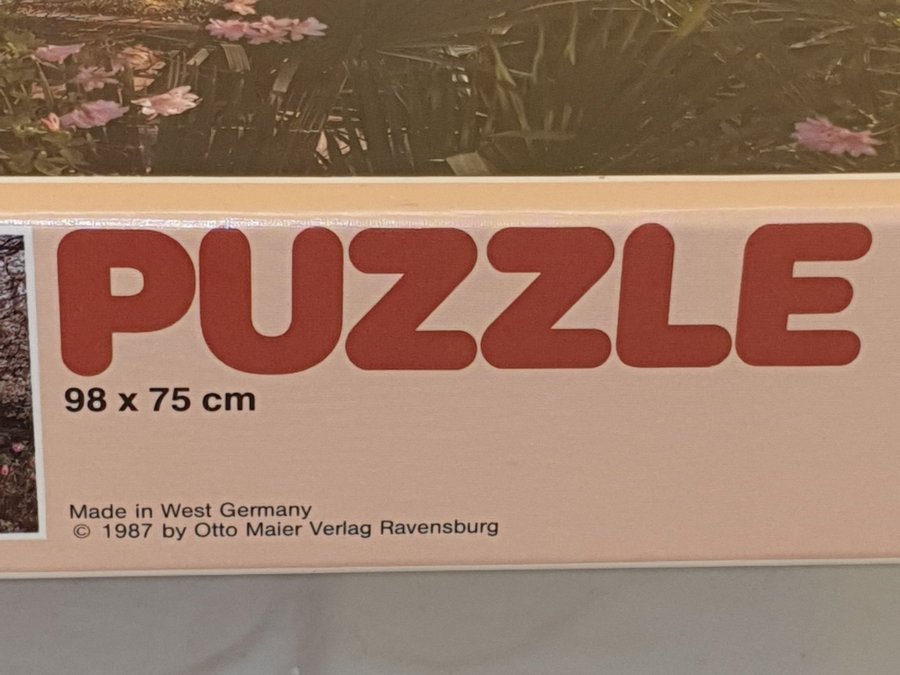 PUZZLE
98 x 75 cm
Made in West Germany
© 1987 by Otto Maier Verlag Ravensburg